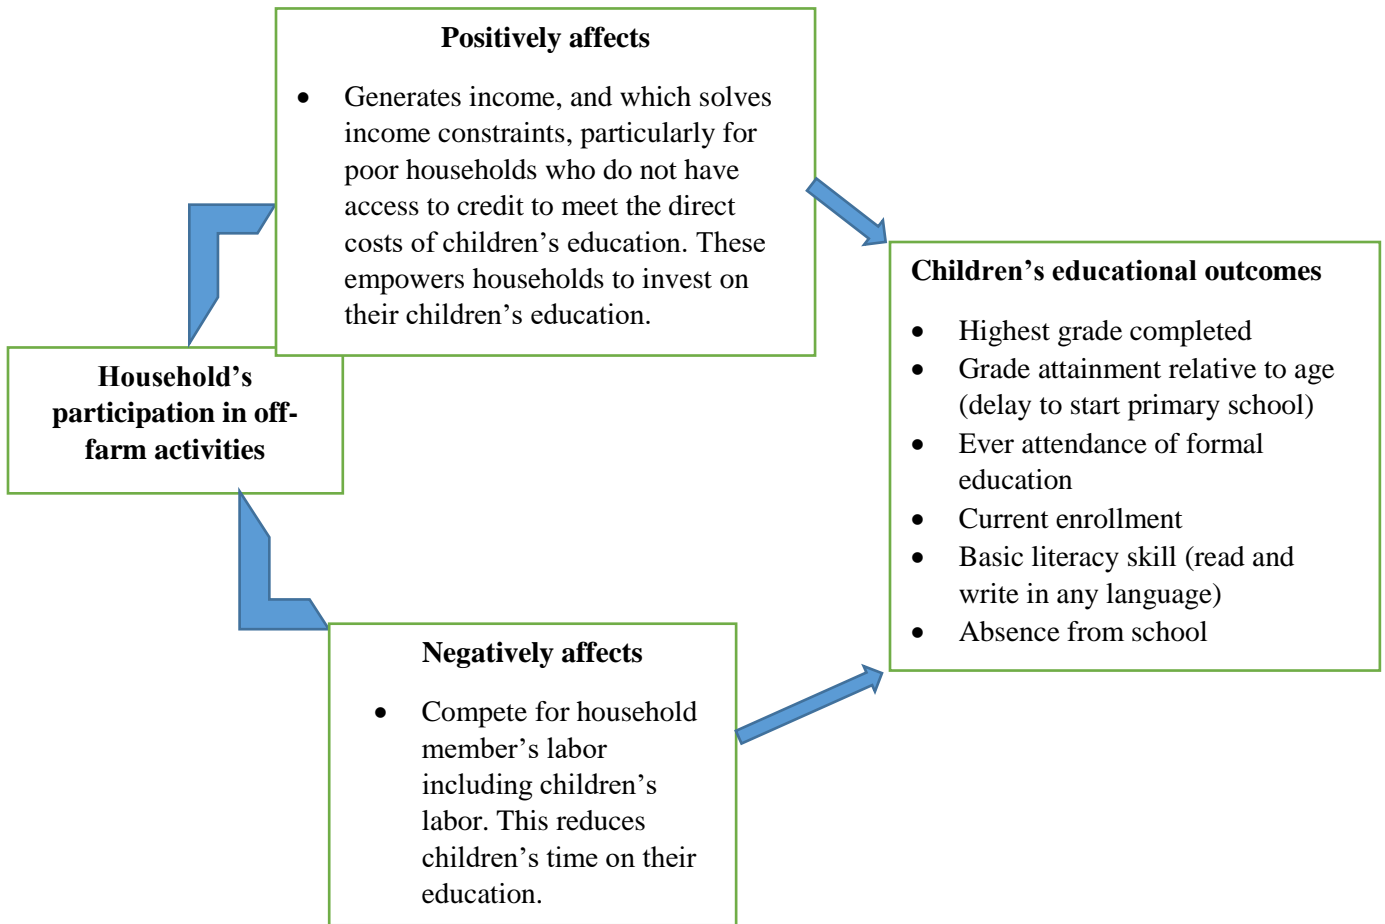 Positively affects
• Generates income, and which solves
income constraints, particularly for
poor households who do not have
access to credit to meet the direct
costs of children’s education. These
empowers households to invest on
their children’s education.
Household’s
participation in off-
farm activities
Negatively affects
• Compete for household
member’s labor
including children’s
labor. This reduces
children’s time on their
education.
Children’s educational outcomes
• Highest grade completed
• Grade attainment relative to age
(delay to start primary school)
• Ever attendance of formal
education
• Current enrollment
• Basic literacy skill (read and
write in any language)
• Absence from school